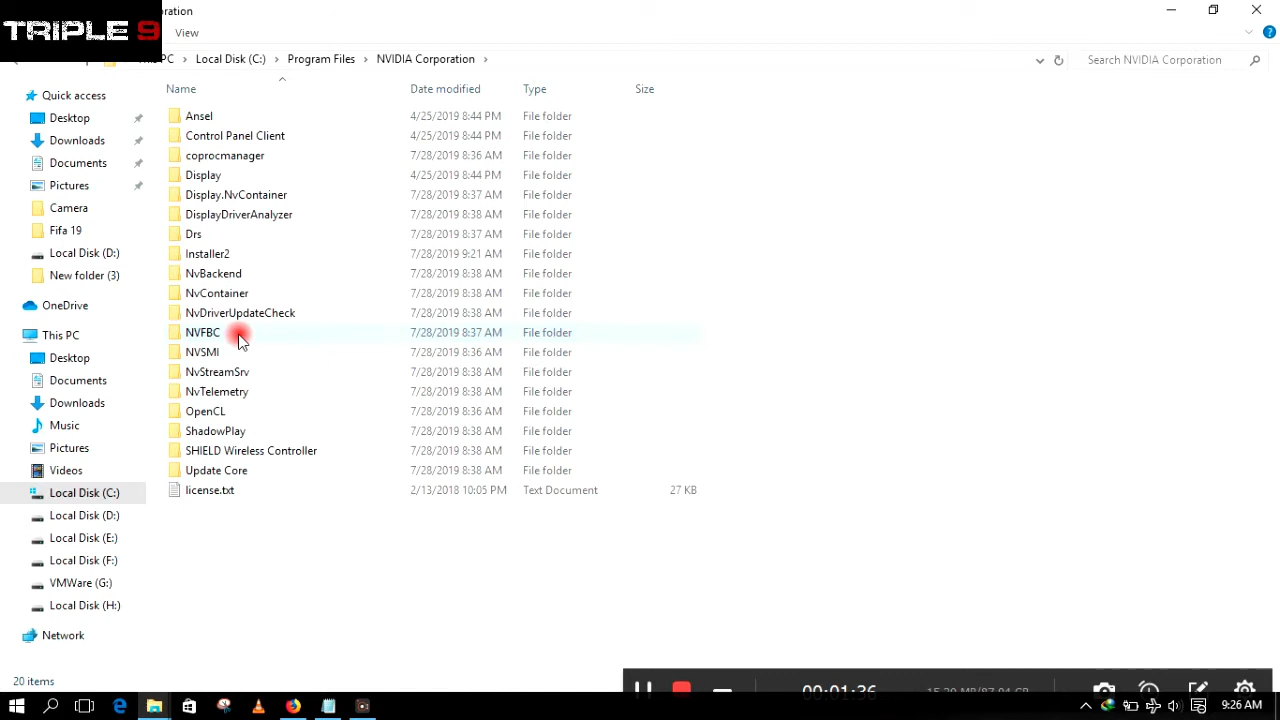 TRIPLE 9
oration
View
PC
Local Disk (C:)
Program Files
NVIDIA Corporation
Search NVIDIA Corporation
Name
Date modified
Type
Size
Quick access
Desktop
Downloads
Documents
Pictures
Camera
Fifa 19
Local Disk (D:)
New folder (3)
OneDrive
This PC
Desktop
Documents
Downloads
Music
Pictures
Videos
Local Disk (C:)
Local Disk (D:)
Local Disk (E:)
Local Disk (F:)
VMWare (G:)
Local Disk (H:)
Network
Ansel 4/25/2019 8:44 PM File folder
Control Panel Client 4/25/2019 8:44 PM File folder
coprocmanager 7/28/2019 8:36 AM File folder
Display 4/25/2019 8:44 PM File folder
Display.NvContainer 7/28/2019 8:37 AM File folder
DisplayDriverAnalyzer 7/28/2019 8:38 AM File folder
Drs 7/28/2019 8:37 AM File folder
Installer2 7/28/2019 9:21 AM File folder
NvBackend 7/28/2019 8:38 AM File folder
NvContainer 7/28/2019 8:38 AM File folder
NvDriverUpdateCheck 7/28/2019 8:38 AM File folder
NVFBC 7/28/2019 8:37 AM File folder
NVSMI 7/28/2019 8:36 AM File folder
NvStreamSrv 7/28/2019 8:38 AM File folder
NvTelemetry 7/28/2019 8:38 AM File folder
OpenCL 7/28/2019 8:36 AM File folder
ShadowPlay 7/28/2019 8:38 AM File folder
SHIELD Wireless Controller 7/28/2019 8:38 AM File folder
Update Core 7/28/2019 8:38 AM File folder
license.txt 2/13/2018 10:05 PM Text Document 27 KB
20 items
00:01:36
9:26 AM